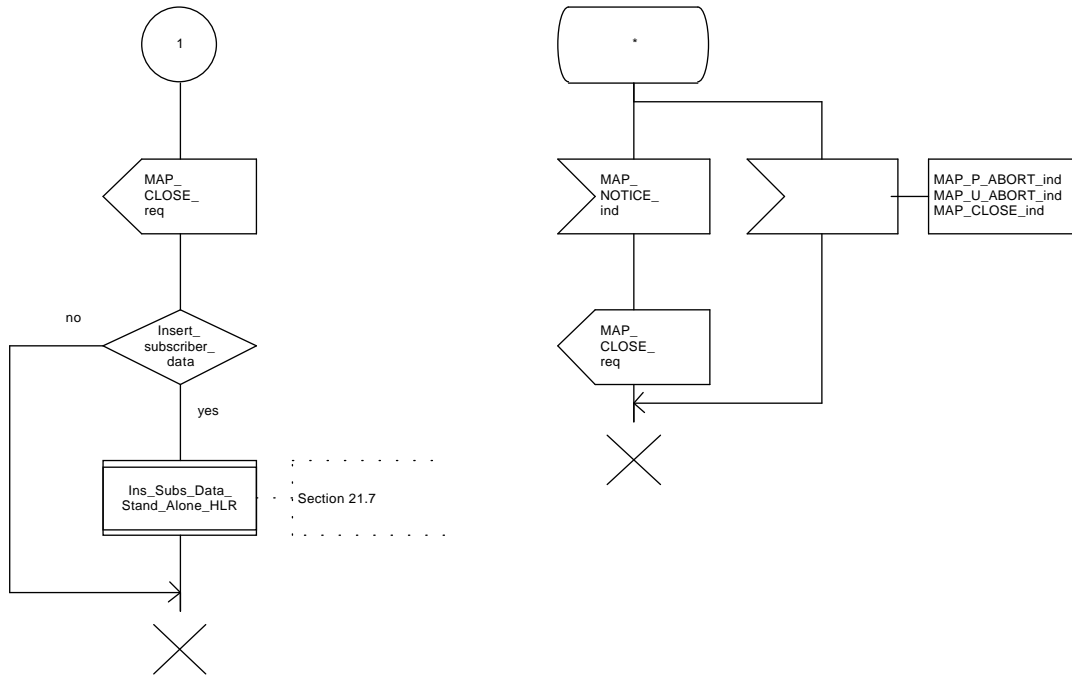 1
MAP_
CLOSE_
req
no
Insert_
subscriber_
data
yes
Ins_Subs_Data_
Stand_Alone_HLR
Section 21.7
*
MAP_
NOTICE_
ind
MAP_P_ABORT_ind
MAP_U_ABORT_ind
MAP_CLOSE_ind
MAP_
CLOSE_
req